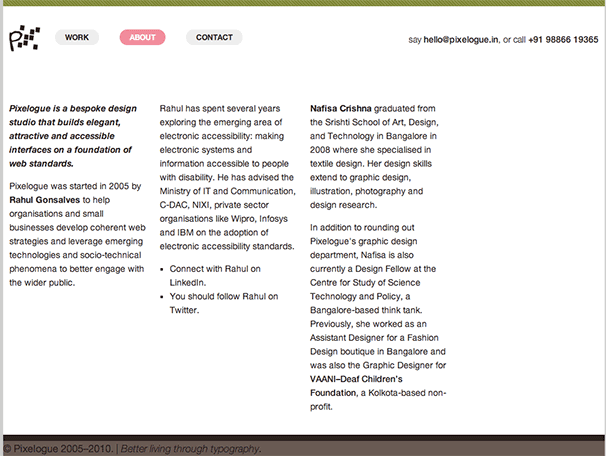 P
WORK
ABOUT
CONTACT
say hello@pixelogue.in, or call +91 98866 19365
Pixelogue is a bespoke design
studio that builds elegant,
attractive and accessible
interfaces on a foundation of
web standards.
Pixelogue was started in 2005 by
Rahul Gonsalves to help
organisations and small
businesses develop coherent web
strategies and leverage emerging
technologies and socio-technical
phenomena to better engage with
the wider public.
Rahul has spent several years
exploring the emerging area of
electronic accessibility: making
electronic systems and
information accessible to people
with disability. He has advised the
Ministry of IT and Communication,
C-DAC, NIXI, private sector
organisations like Wipro, Infosys
and IBM on the adoption of
electronic accessibility standards.
Connect with Rahul on
LinkedIn.
You should follow Rahul on
Twitter.
Nafisa Crishna graduated from
the Srishti School of Art, Design,
and Technology in Bangalore in
2008 where she specialised in
textile design. Her design skills
extend to graphic design,
illustration, photography and
design research.
In addition to rounding out
Pixelogue's graphic design
department, Nafisa is also
currently a Design Fellow at the
Centre for Study of Science
Technology and Policy, a
Bangalore-based think tank.
Previously, she worked as an
Assistant Designer for a Fashion
Design boutique in Bangalore and
was also the Graphic Designer for
VAANI–Deaf Children's
Foundation, a Kolkota-based non-
profit.
© Pixelogue 2005–2010. | Better living through typography.